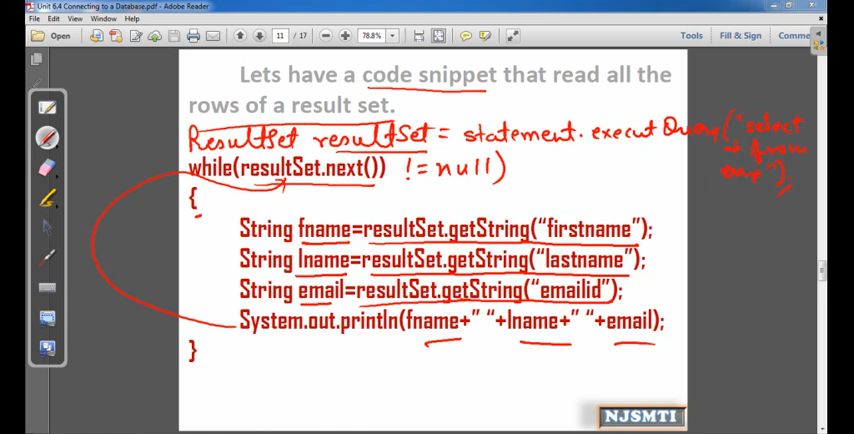 Unit 6.4 Connecting to a Database.pdf - Adobe Reader
File Edit View Window Help
Open 11 / 17 78.8% Tools Fill & Sign Comme
Lets have a code snippet that read all the
rows of a result set.
ResultSet resultSet = statement.executQuery("select
* from
emp");
while(resultSet.next()) != null)
{
String fname=resultSet.getString(“firstname”);
String lname=resultSet.getString(“lastname”);
String email=resultSet.getString(“emailid”);
System.out.println(fname+” “+lname+” “+email);
}
NJSMTI